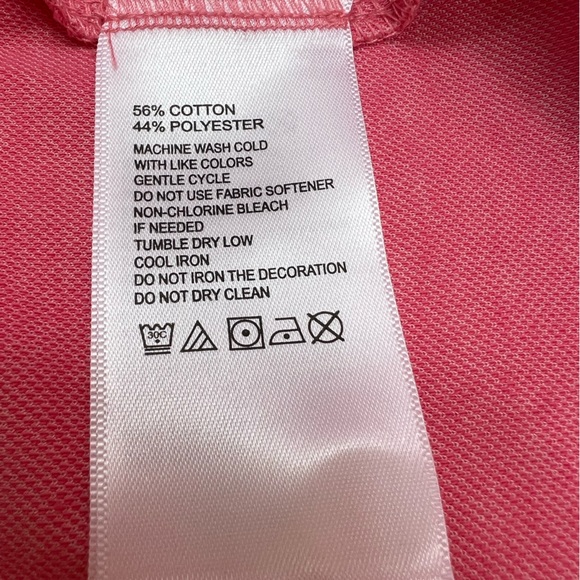 56% COTTON
44% POLYESTER
MACHINE WASH COLD
WITH LIKE COLORS
GENTLE CYCLE
DO NOT USE FABRIC SOFTENER
NON-CHLORINE BLEACH
IF NEEDED
TUMBLE DRY LOW
COOL IRON
DO NOT IRON THE DECORATION
DO NOT DRY CLEAN
30C